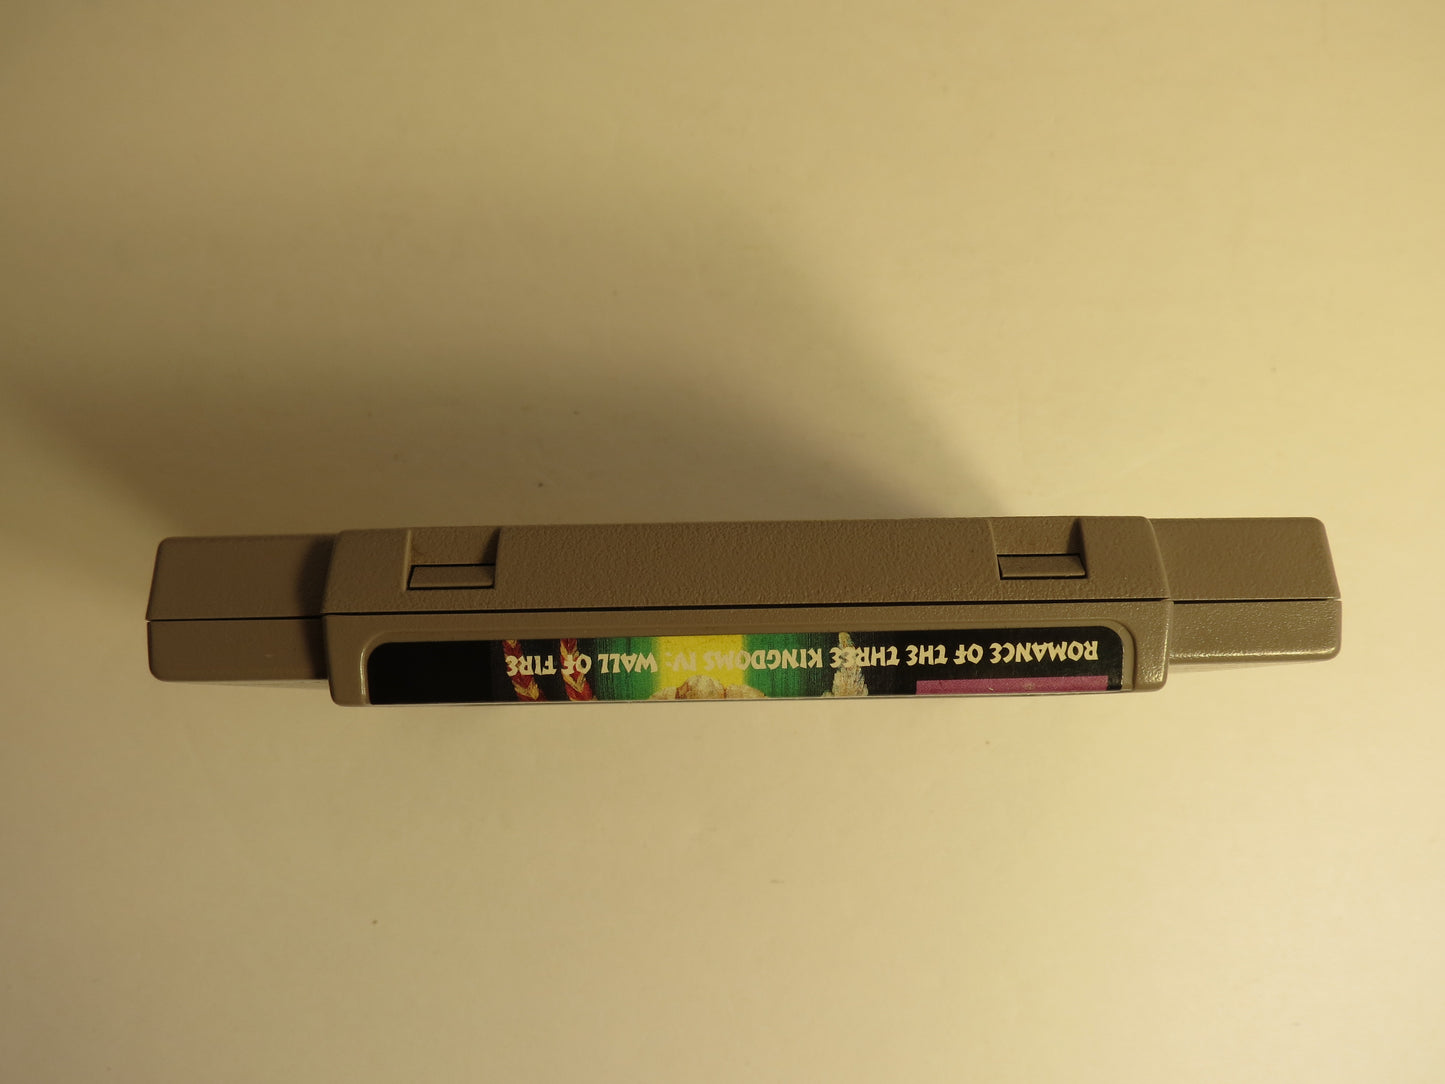 ROMANCE OF THE THREE KINGDOMS IV: WALL OF FIRE